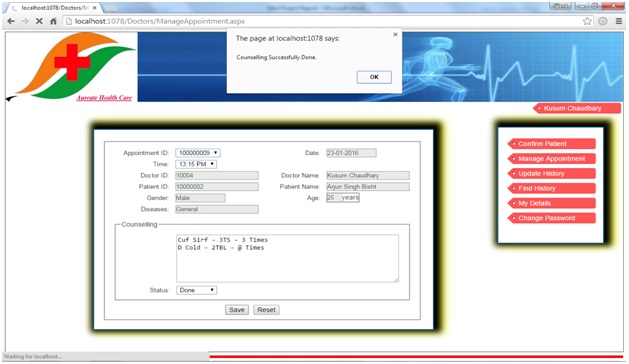 localhost:1078/Doctors/M
localhost:1078/Doctors/ManageAppointment.aspx
The page at localhost:1078 says:
Counselling Successfully Done.
OK
Aureate Health Care
Kusum Chaudhary
Appointment ID: 100000009 Date: 23-01-2016
Time: 13:15 PM
Doctor ID: 10004 Doctor Name: Kusum Chaudhary
Patient ID: 10000002 Patient Name: Arjun Singh Bisht
Gender: Male Age: 25 years
Diseases: General
Counselling
Cuf Sirf - 3TS - 3 Times
D Cold - 2TBL - @ Times
Status: Done
Save Reset
Confirm Patient
Manage Appointment
Update History
Find History
My Details
Change Password
Waiting for localhost...